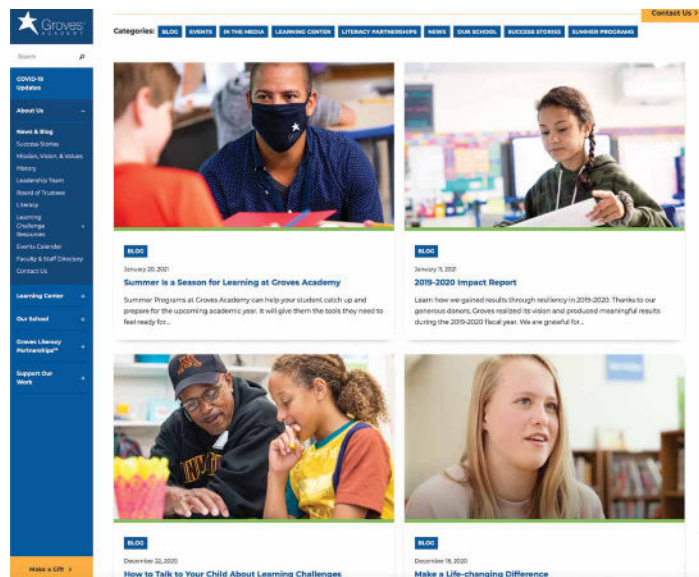 Groves
ACADEMY
Search
COVID-19
Updates
About Us –
News & Blog
Success Stories
Mission, Vision, & Values
History
Leadership Team
Board of Trustees
Literacy
Learning
Challenge +
Resources
Events Calendar
Faculty & Staff Directory
Contact Us
Learning Center +
Our School +
Groves Literacy
Partnerships™ +
Support Our
Work +
Make a Gift >
Contact Us >
Categories: BLOG EVENTS IN THE MEDIA LEARNING CENTER LITERACY PARTNERSHIPS NEWS OUR SCHOOL SUCCESS STORIES SUMMER PROGRAMS
BLOG
January 20, 2021
Summer Is a Season for Learning at Groves Academy
Summer Programs at Groves Academy can help your student catch up and
prepare for the upcoming academic year. It will give them the tools they need to
feel ready for...
BLOG
January 11, 2021
2019-2020 Impact Report
Learn how we gained results through resiliency in 2019-2020. Thanks to our
generous donors, Groves realized its vision and produced meaningful results
during the 2019-2020 fiscal year. We are grateful for...
BLOG
December 22, 2020
How to Talk to Your Child About Learning Challenges
BLOG
December 18, 2020
Make a Life-changing Difference